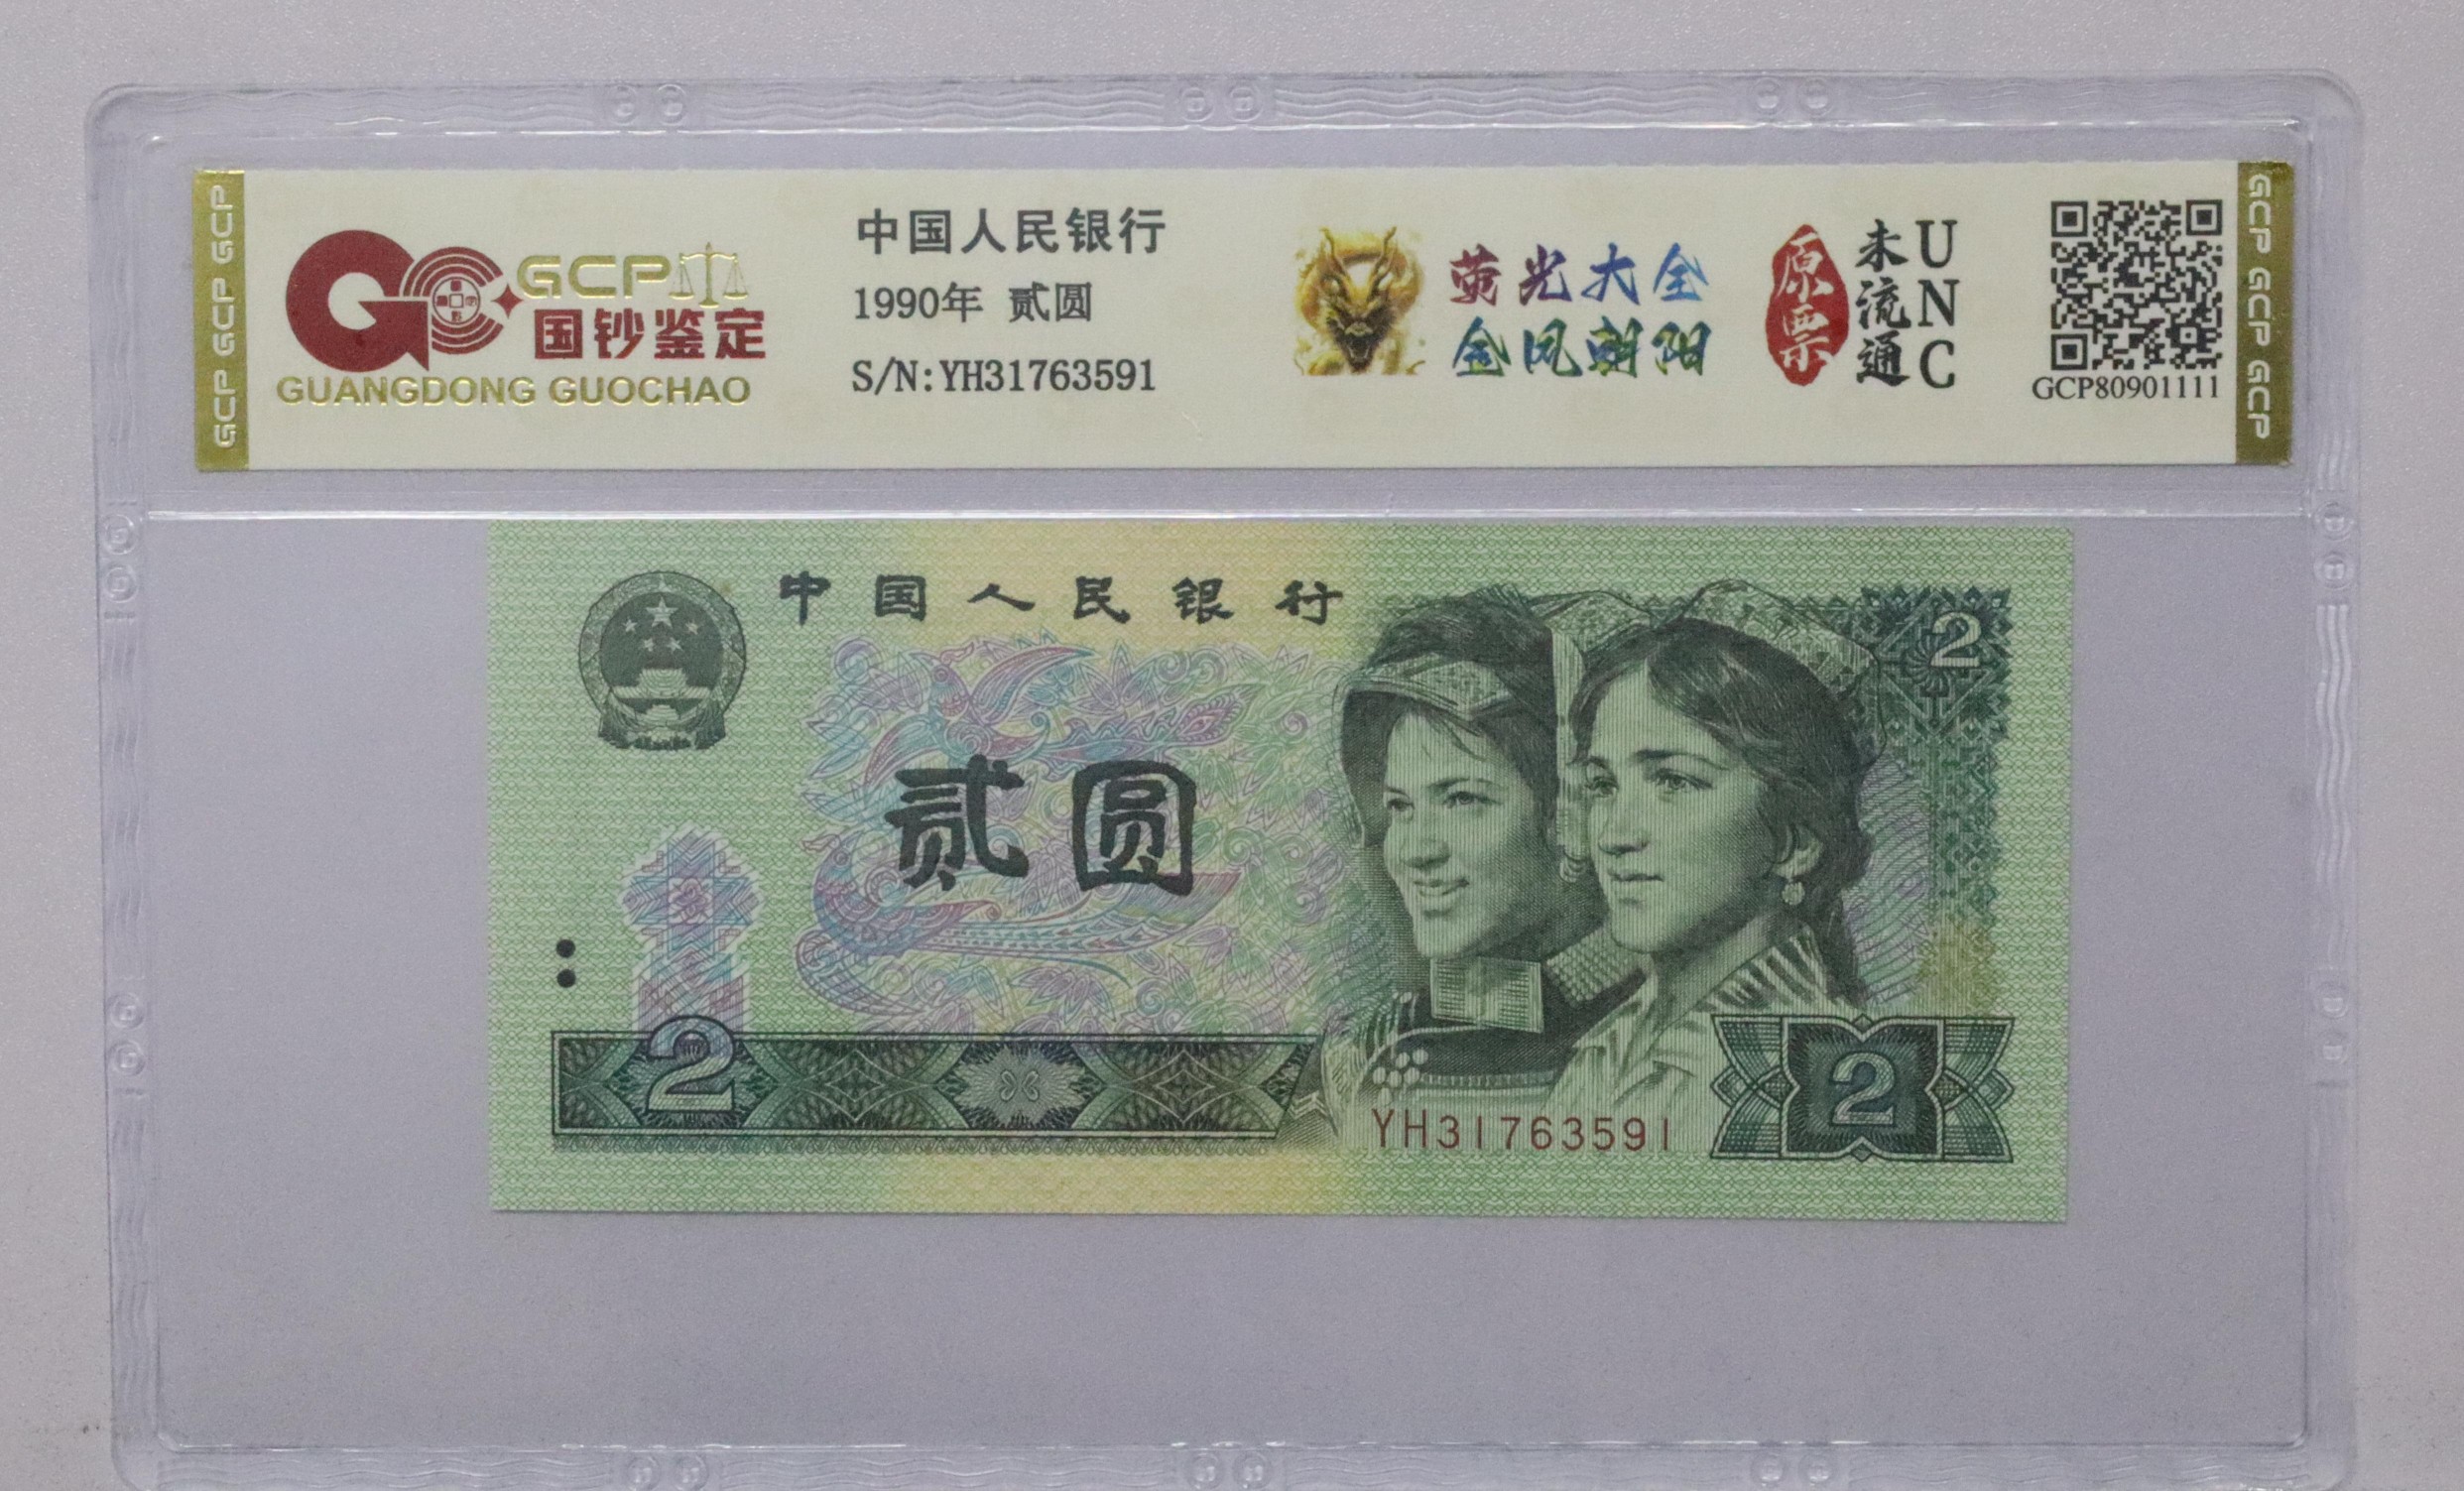 GCP GCP GCP
GCP
国钞鉴定
GUANGDONG GUOCHAO
中国人民银行
1990年 贰圆
S/N:YH31763591
荧光大全
金凤朝阳
原票
未流通
UNC
GCP80901111
GCP GCP GCP
中国人民银行
2
贰圆
2
YH31763591
2